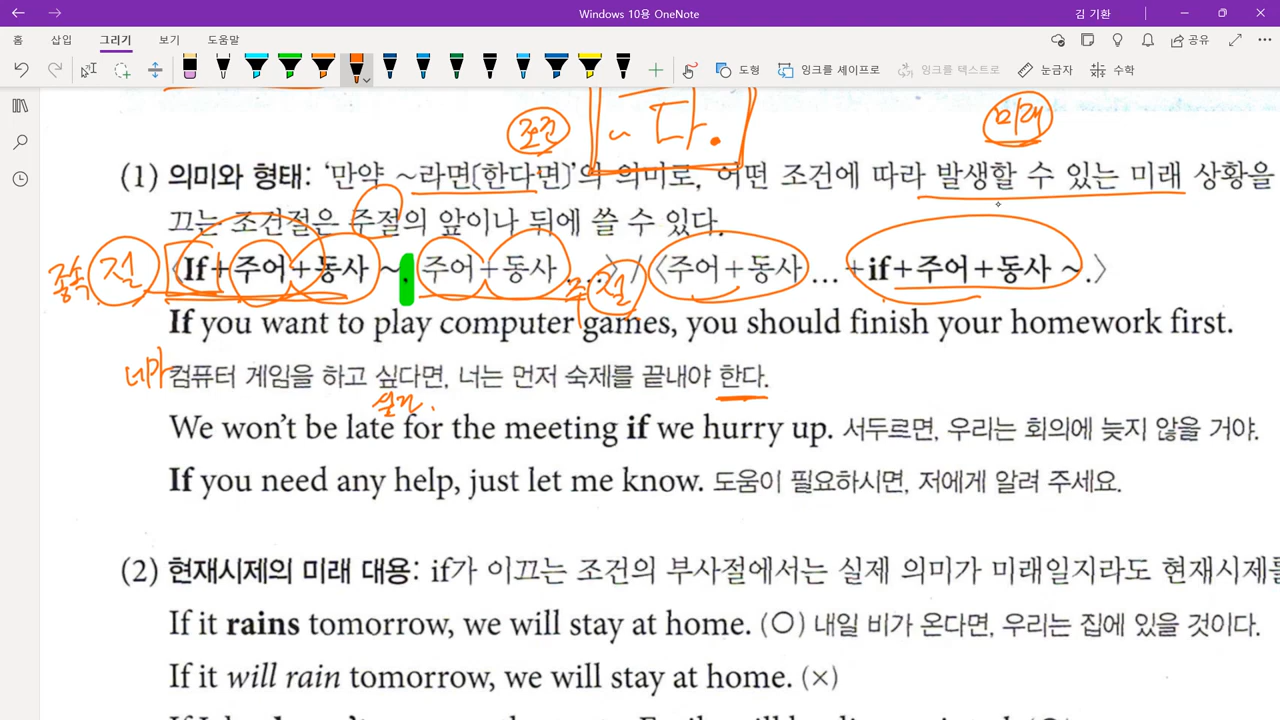 Windows 10용 OneNote
김 기환
홈 삽입 그리기 보기 도움말
공유
도형 잉크를 셰이프로 잉크를 텍스트로 눈금자 수학
~ 다.
조건
미래
(1) 의미와 형태: '만약 ~라면[한다면]'의 의미로, 어떤 조건에 따라 발생할 수 있는 미래 상황을
끄는 조건절은 주절의 앞이나 뒤에 쓸 수 있다.
종속 절 〈If+주어+동사 ~, 주어+동사 ...〉 / 〈주어+동사 ... +if+주어+동사 ~.〉
주절
If you want to play computer games, you should finish your homework first.
네가 컴퓨터 게임을 하고 싶다면, 너는 먼저 숙제를 끝내야 한다.
We won't be late for the meeting if we hurry up. 서두르면, 우리는 회의에 늦지 않을 거야.
If you need any help, just let me know. 도움이 필요하시면, 저에게 알려 주세요.
(2) 현재시제의 미래 대용: if가 이끄는 조건의 부사절에서는 실제 의미가 미래일지라도 현재시제를
If it rains tomorrow, we will stay at home. (○) 내일 비가 온다면, 우리는 집에 있을 것이다.
If it will rain tomorrow, we will stay at home. (×)